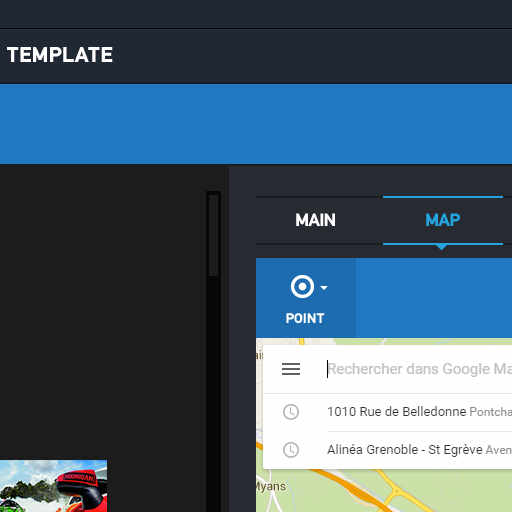 TEMPLATE
MAIN
MAP
POINT
Rechercher dans Google Ma
1010 Rue de Belledonne Pontcha
Alinéa Grenoble - St Egrève Aven
Myans
HOONIGAN